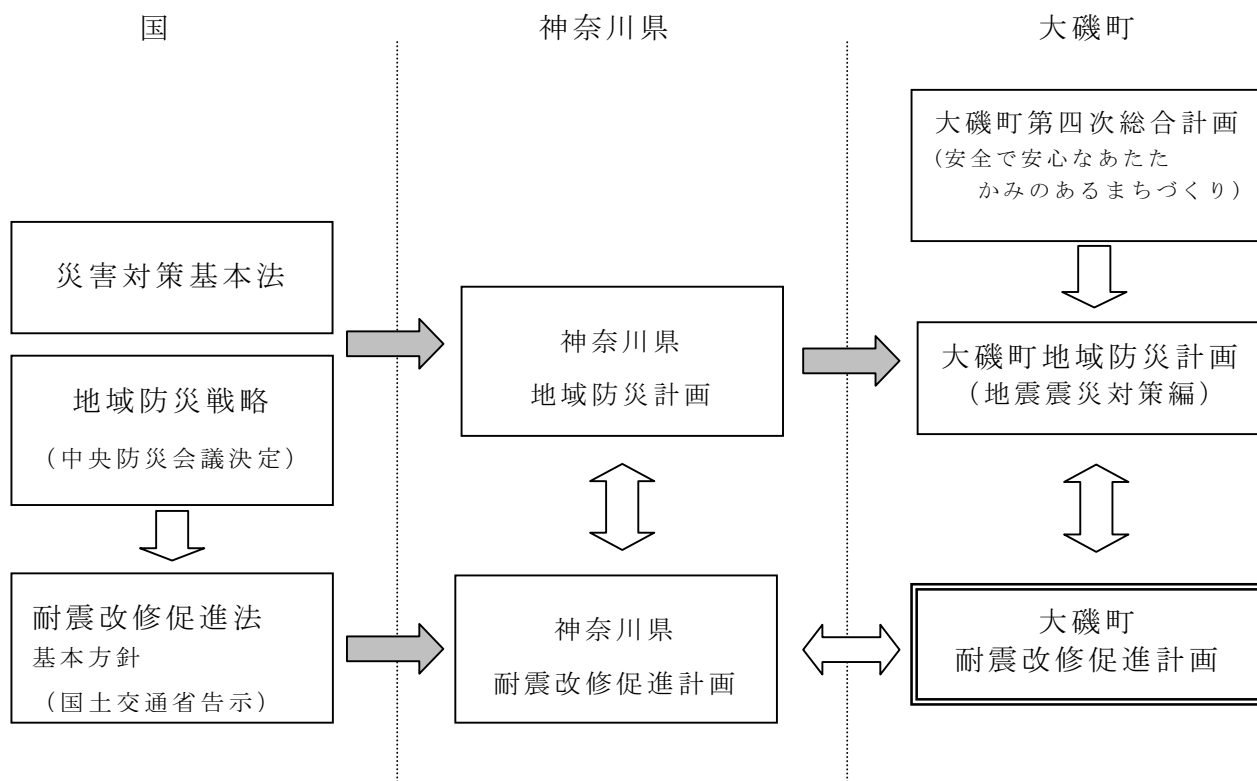 国
神奈川県
大磯町
災害対策基本法
地域防災戦略
（中央防災会議決定）
耐震改修促進法
基本方針
（国土交通省告示）
神奈川県
地域防災計画
神奈川県
耐震改修促進計画
大磯町第四次総合計画
（安全で安心なあたた
かみのあるまちづくり）
大磯町地域防災計画
（地震震災対策編）
大磯町
耐震改修促進計画